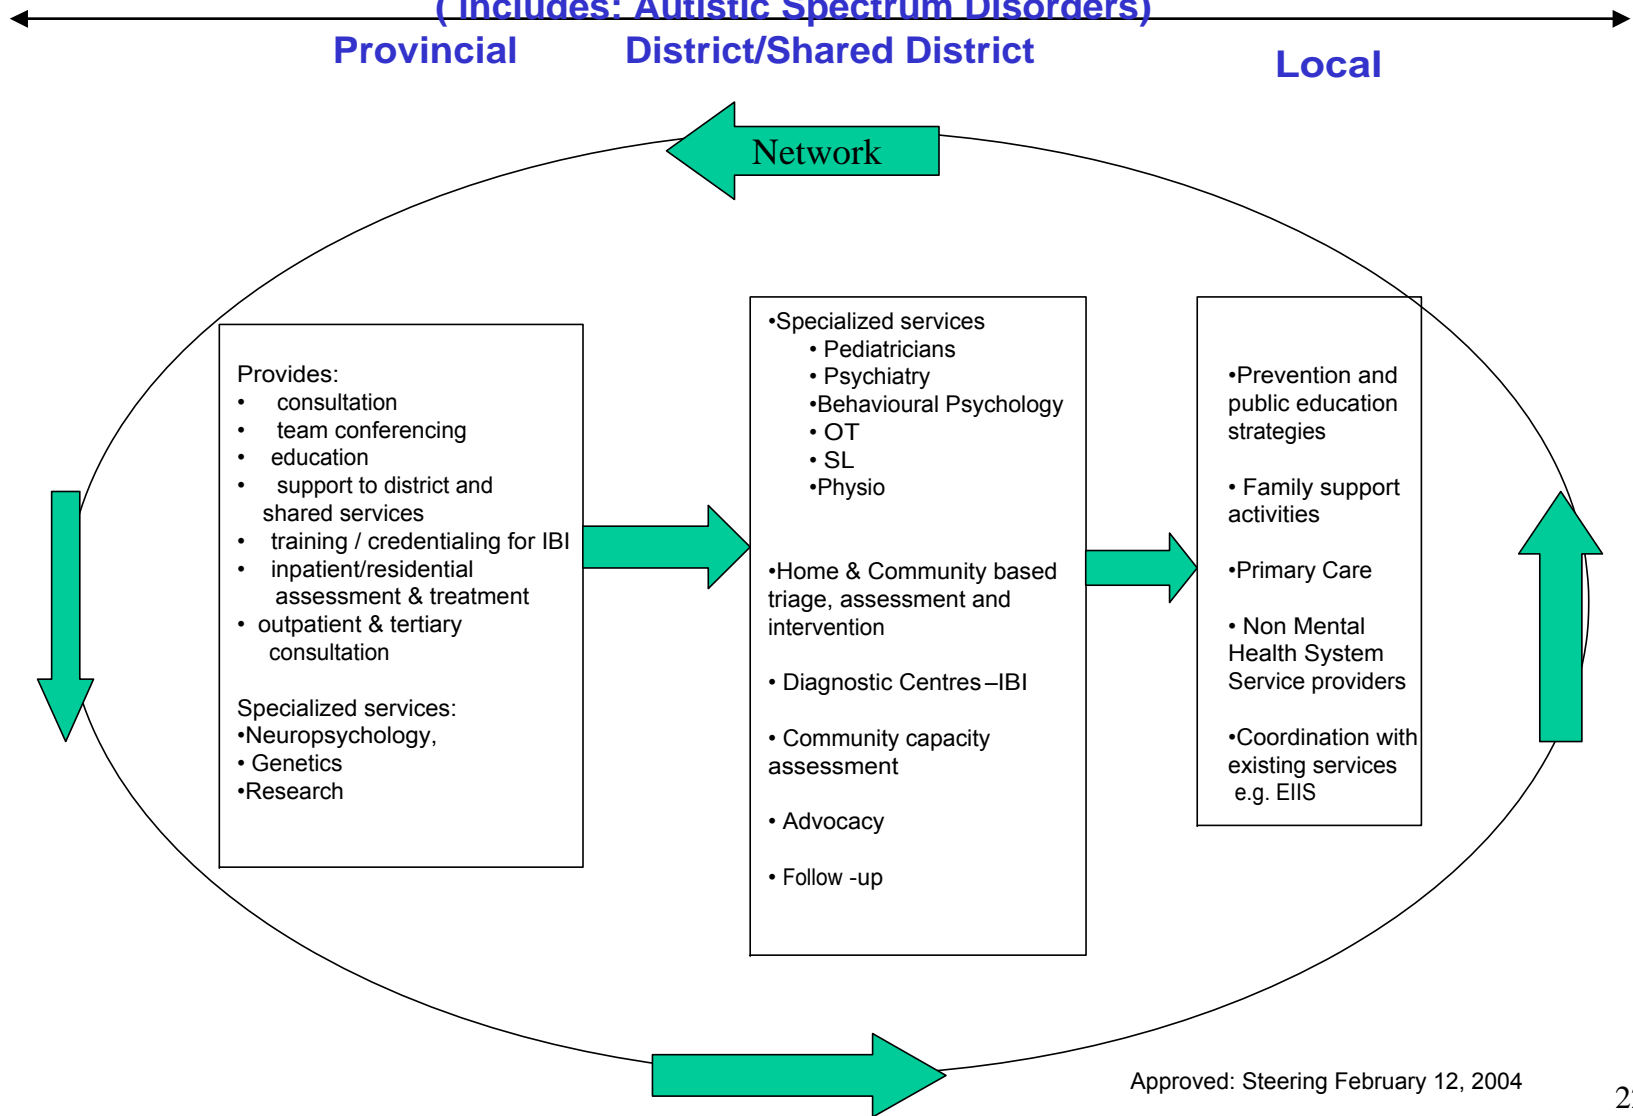 ( includes: Autistic Spectrum Disorders)
Provincial
District/Shared District
Local
Network
Provides:
• consultation
• team conferencing
• education
• support to district and
shared services
• training / credentialing for IBI
• inpatient/residential
assessment & treatment
• outpatient & tertiary
consultation
Specialized services:
•Neuropsychology,
• Genetics
•Research
•Specialized services
• Pediatricians
• Psychiatry
•Behavioural Psychology
• OT
• SL
•Physio
•Home & Community based
triage, assessment and
intervention
• Diagnostic Centres –IBI
• Community capacity
assessment
• Advocacy
• Follow -up
•Prevention and
public education
strategies
• Family support
activities
•Primary Care
• Non Mental
Health System
Service providers
•Coordination with
existing services
e.g. EIIS
Approved: Steering February 12, 2004